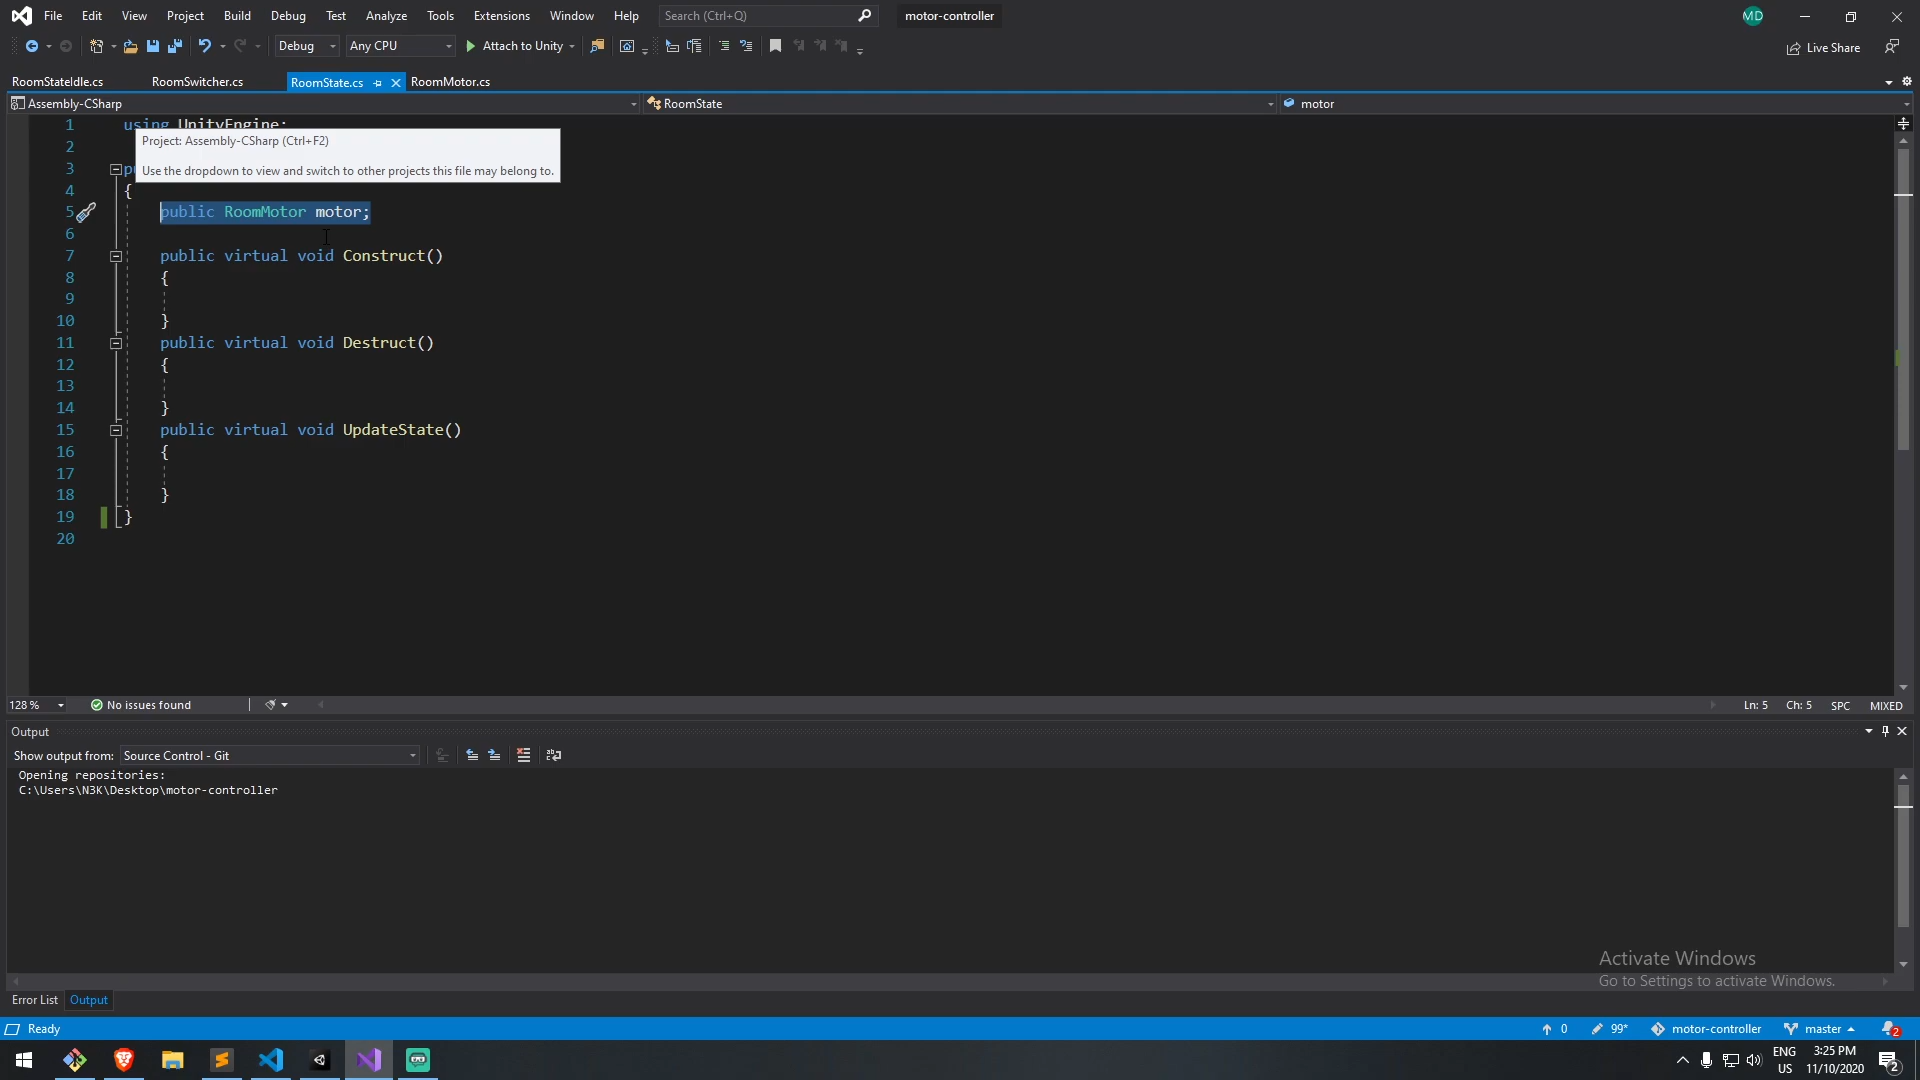 File Edit View Project Build Debug Test Analyze Tools Extensions Window Help Search (Ctrl+Q) motor-controller MD
Debug Any CPU Attach to Unity Live Share
RoomStateIdle.cs RoomSwitcher.cs RoomState.cs RoomMotor.cs
Assembly-CSharp RoomState motor
1 using UnityEngine;
2
3
4 {
5 public RoomMotor motor;
6
7 public virtual void Construct()
8 {
9
10 }
11 public virtual void Destruct()
12 {
13
14 }
15 public virtual void UpdateState()
16 {
17
18 }
19 }
20
Project: Assembly-CSharp (Ctrl+F2)
Use the dropdown to view and switch to other projects this file may belong to.
128 % No issues found Ln: 5 Ch: 5 SPC MIXED
Output
Show output from: Source Control - Git
Opening repositories:
C:\Users\N3K\Desktop\motor-controller
Activate Windows
Go to Settings to activate Windows.
Error List Output
Ready 0 99* motor-controller master 2
ENG 3:25 PM
US 11/10/2020 2